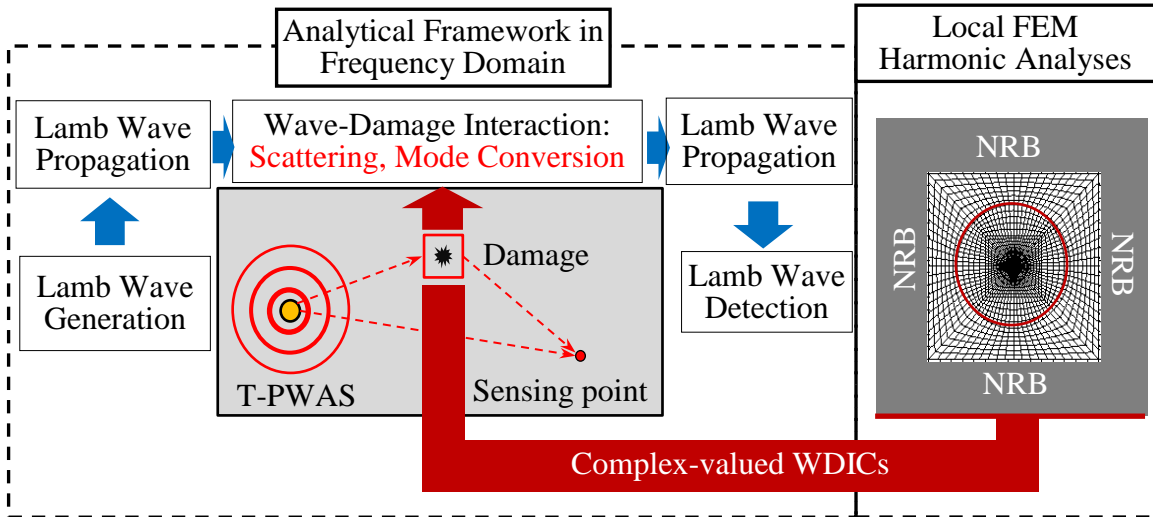 Analytical Framework in
Frequency Domain
Local FEM
Harmonic Analyses
Lamb Wave
Propagation
Wave-Damage Interaction:
Scattering, Mode Conversion
Lamb Wave
Propagation
Lamb Wave
Generation
Damage
Lamb Wave
Detection
T-PWAS
Sensing point
NRB
NRB
NRB
NRB
Complex-valued WDICs